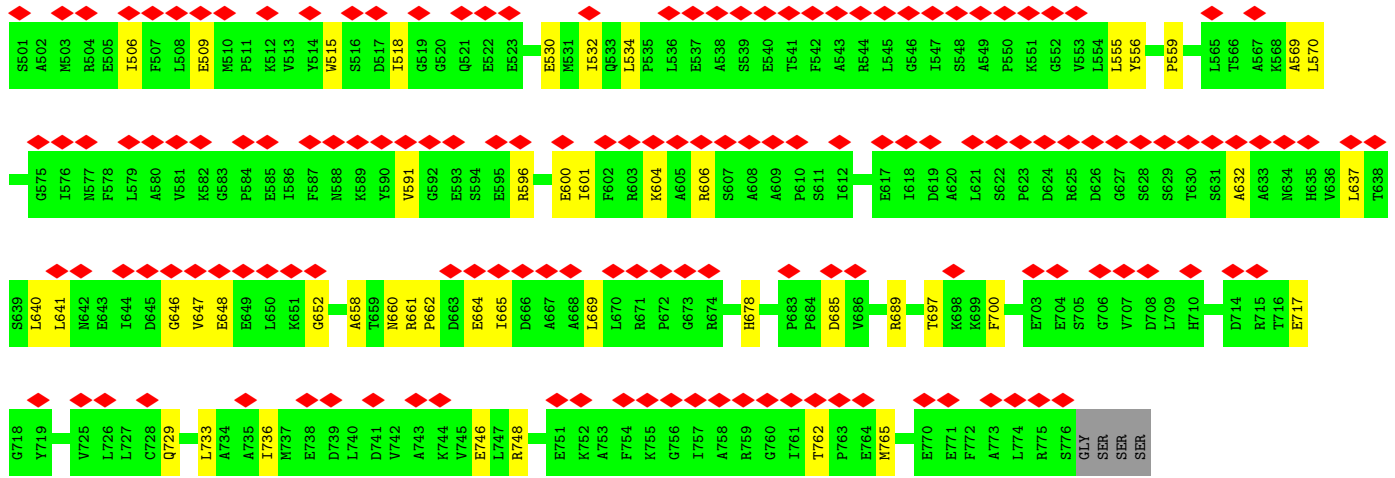 S501 A502 M503 R504 E505 I506 F507 L508 E509 M510 P511 K512 V513 Y514 W515 S516 D517 I518 G519 G520 Q521 E522 E523 E530 M531 I532 Q533 L534 P535 L536 E537 A538 S539 E540 T541 F542 A543 R544 L545 G546 I547 S548 A549 P550 K551 G552 V553 L554 L555 Y556 P559 L565 T566 A567 K568 A569 L570
G575 I576 N577 F578 L579 A580 V581 K582 G583 P584 E585 I586 F587 N588 K589 Y590 V591 G592 E593 S594 E595 R596 E600 I601 F602 R603 K604 A605 R606 S607 A608 A609 P610 S611 I612 E617 I618 D619 A620 L621 S622 P623 D624 R625 D626 G627 S628 S629 T630 S631 A632 A633 N634 H635 V636 L637 T638
S639 L640 L641 N642 E643 I644 D645 G646 V647 E648 E649 L650 K651 G652 A658 T659 N660 R661 P662 D663 E664 I665 D666 A667 A668 L669 L670 R671 P672 G673 R674 H678 P683 P684 D685 V686 R689 T697 K698 K699 F700 E703 E704 S705 G706 V707 D708 L709 H710 D714 R715 T716 E717
G718 Y719 V725 L726 L727 C728 Q729 L733 A734 A735 I736 M737 E738 D739 L740 D741 V742 A743 K744 V745 E746 L747 R748 E751 K752 A753 F754 K755 G756 I757 A758 R759 G760 I761 T762 P763 E764 M765 E770 E771 F772 A773 L774 R775 S776 GLY SER SER SER